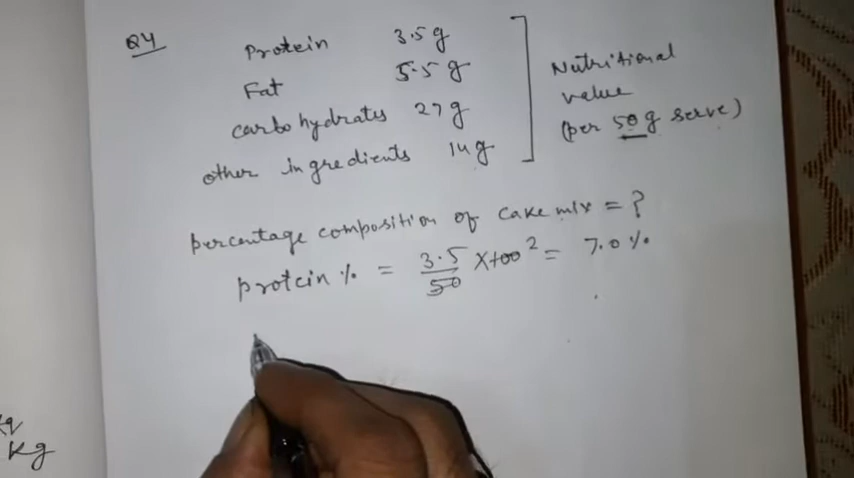 Q4
Protein 3.5 g
Fat 5.5 g
carbohydrates 27 g
other ingredients 14 g
Nutritional
value
(per 50 g serve)
percentage composition of cake mix = ?
protein % = 3.5/50 × 100 2 = 7.0 %
Kg